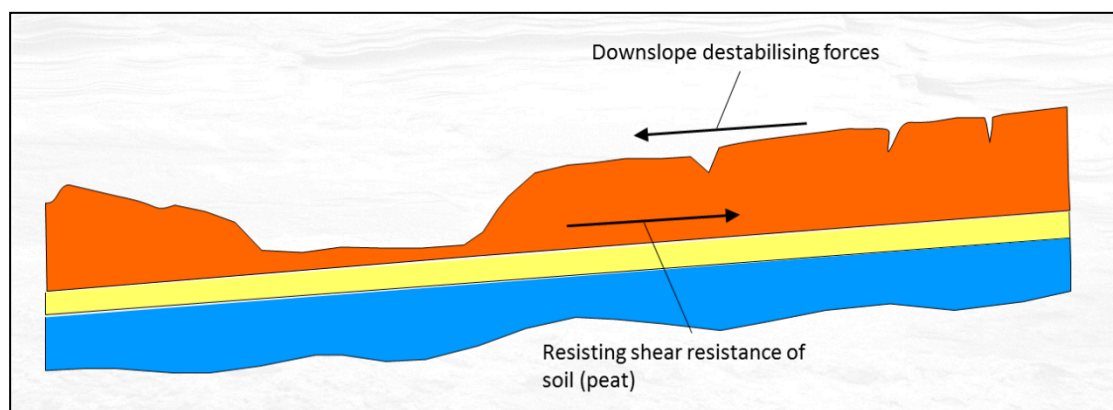 Downslope destabilising forces
Resisting shear resistance of
soil (peat)